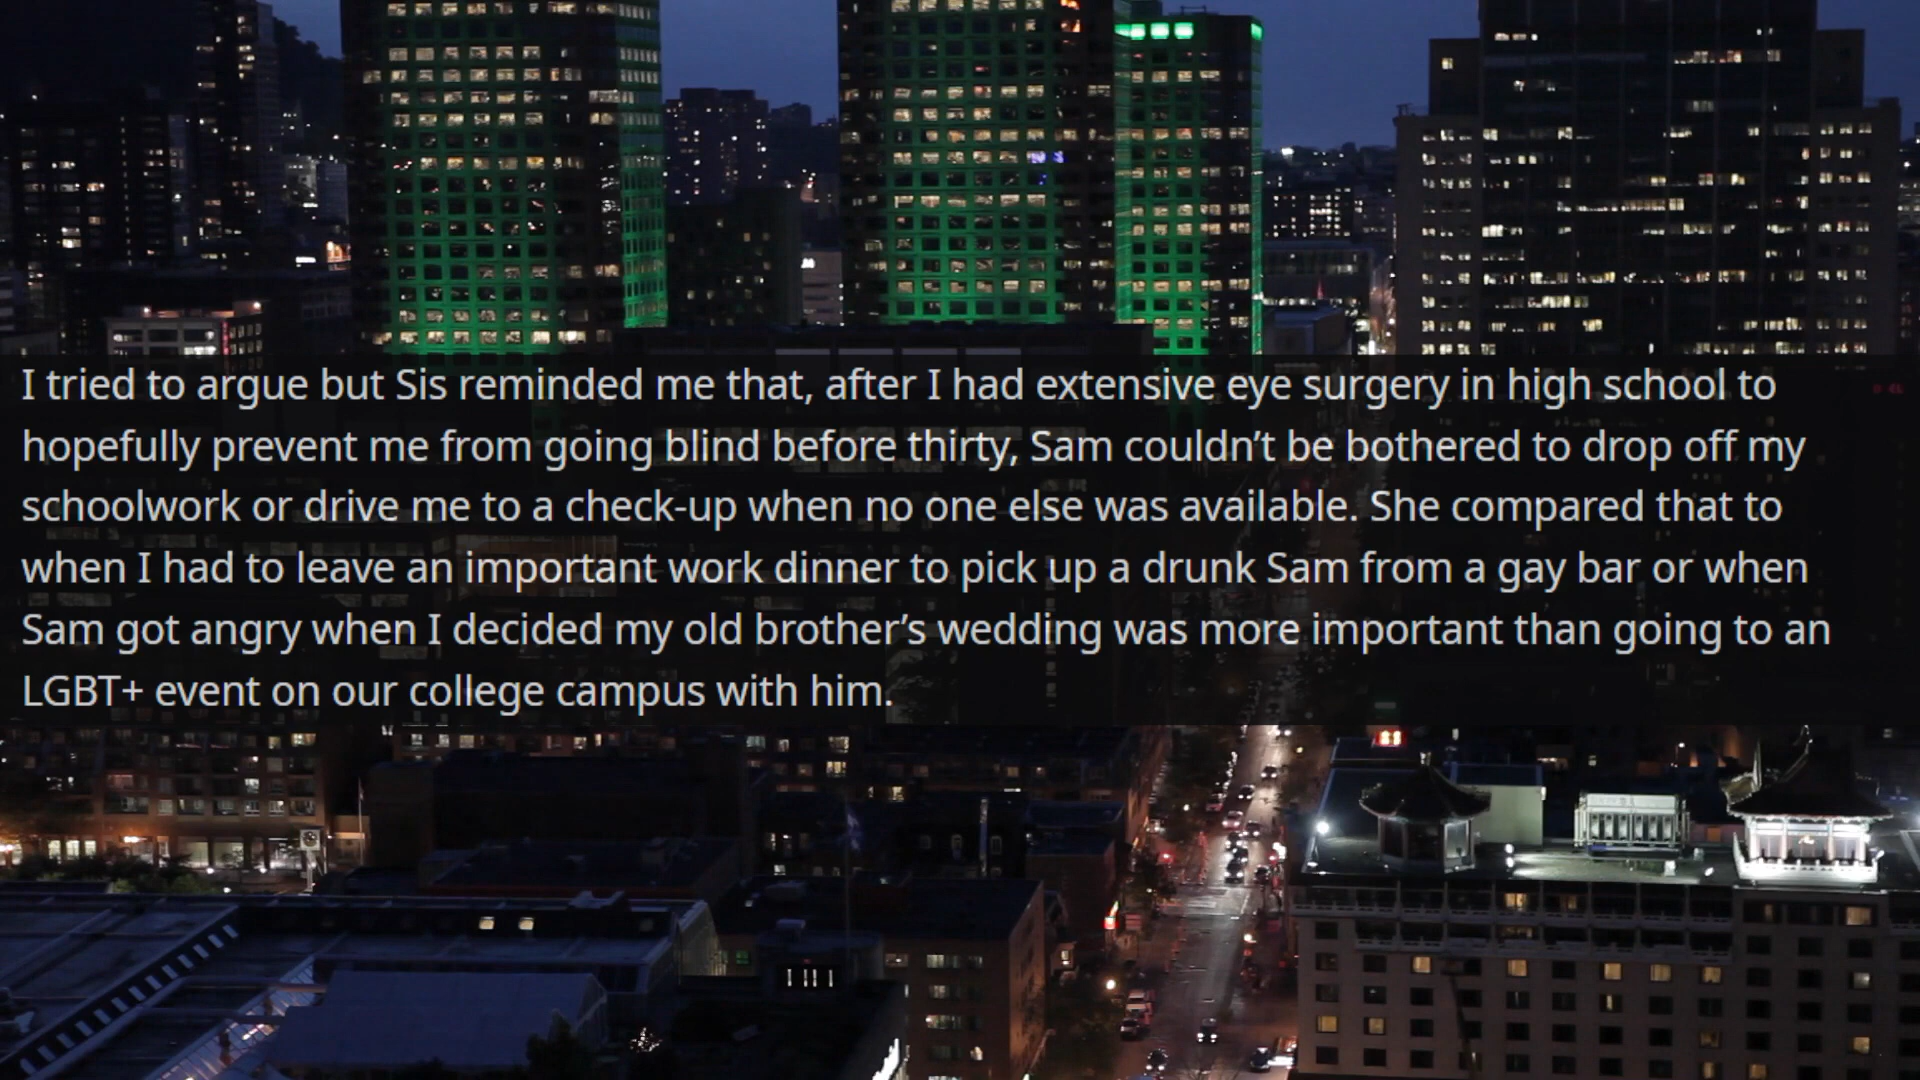 I tried to argue but Sis reminded me that, after I had extensive eye surgery in high school to
hopefully prevent me from going blind before thirty, Sam couldn’t be bothered to drop off my
schoolwork or drive me to a check-up when no one else was available. She compared that to
when I had to leave an important work dinner to pick up a drunk Sam from a gay bar or when
Sam got angry when I decided my old brother’s wedding was more important than going to an
LGBT+ event on our college campus with him.